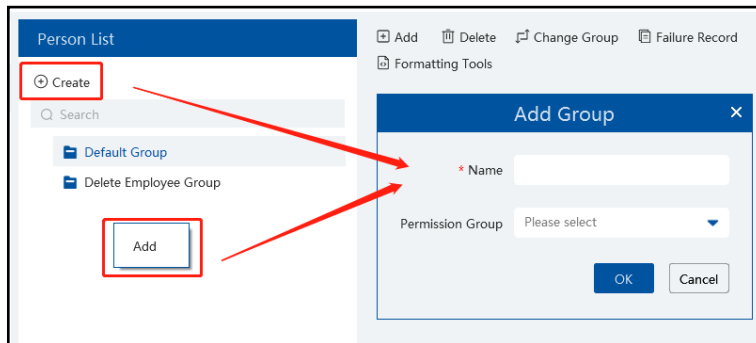 Person List
Create
Search
Default Group
Delete Employee Group
Add
Add Delete Change Group Failure Record
Formatting Tools
Add Group
* Name
Permission Group Please select
OK Cancel